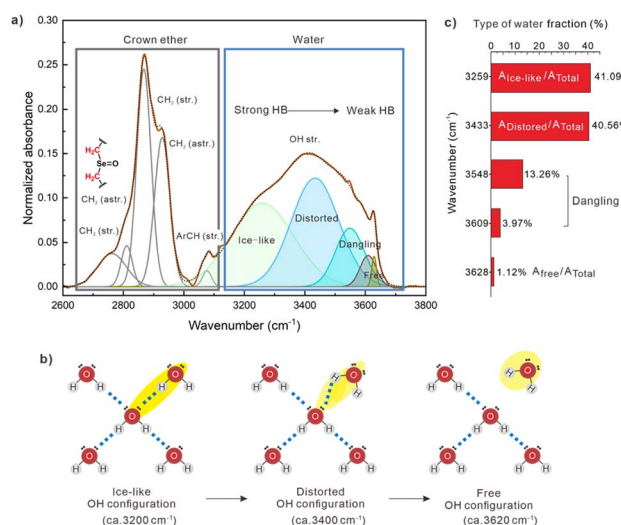 a)
Crown ether
Water
CH2 (str.)
CH2 (astr.)
H2C
Se=O
H2C
CH2 (astr.)
CH2 (str.)
ArCH (str.)
Strong HB
Weak HB
OH str.
Ice-like
Distorted
Dangling
Free
Normalized absorbance
0.30
0.25
0.20
0.15
0.10
0.05
0.00
2600 2800 3000 3200 3400 3600 3800
Wavenumber (cm-1)
c)
Type of water fraction (%)
0 10 20 30 40 50
Wavenumber (cm-1)
3259 AIce-like/ATotal 41.09
3433 ADistored/ATotal 40.56%
3548 13.26%
Dangling
3609 3.97%
3628 1.12% Afree/ATotal
b)
O O O O O O
H H H H H H H H H H H H
O O O
H H H H H H
O O O O O O
H H H H H H H H H H H H
Ice-like
OH configuration
(ca.3200 cm-1)
Distorted
OH configuration
(ca.3400 cm-1)
Free
OH configuration
(ca.3620 cm-1)